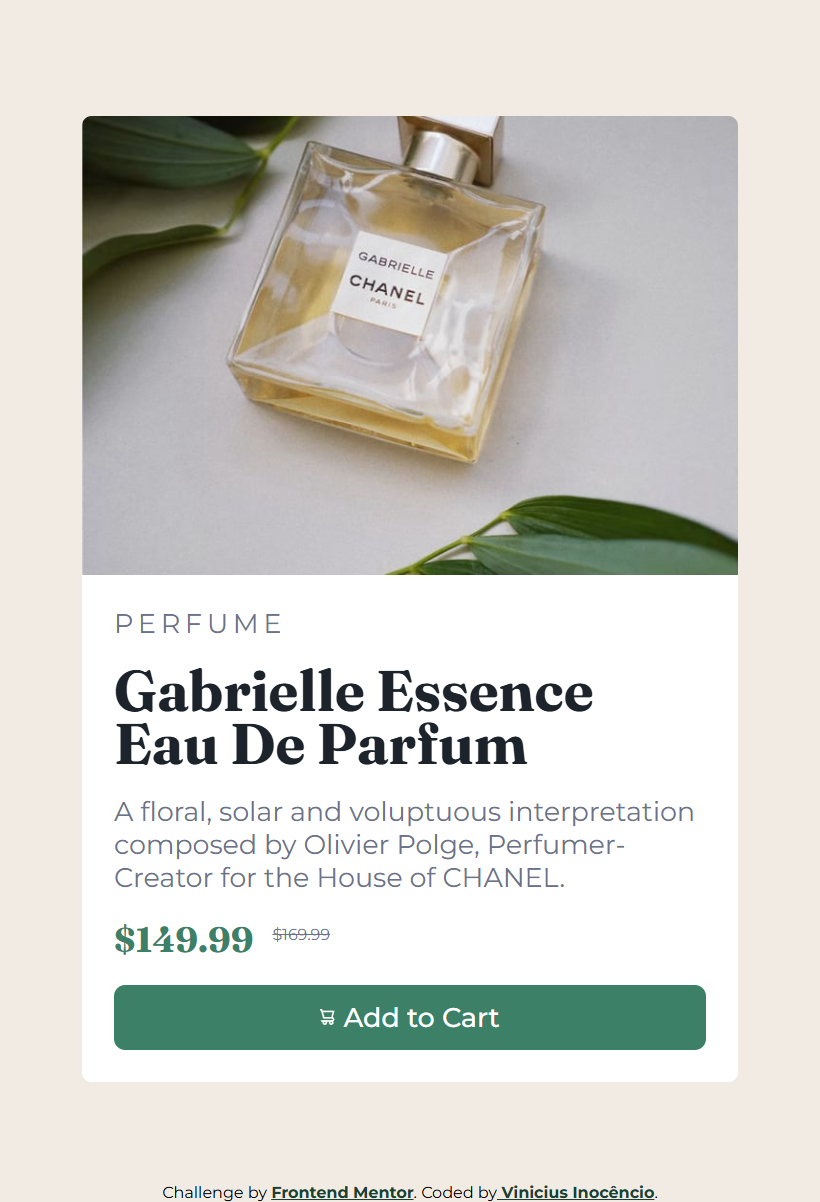 GABRIELLE
CHANEL
PARIS
PERFUME
Gabrielle Essence
Eau De Parfum
A floral, solar and voluptuous interpretation
composed by Olivier Polge, Perfumer-
Creator for the House of CHANEL.
$149.99 $169.99
Add to Cart
Challenge by Frontend Mentor. Coded by Vinicius Inocêncio.